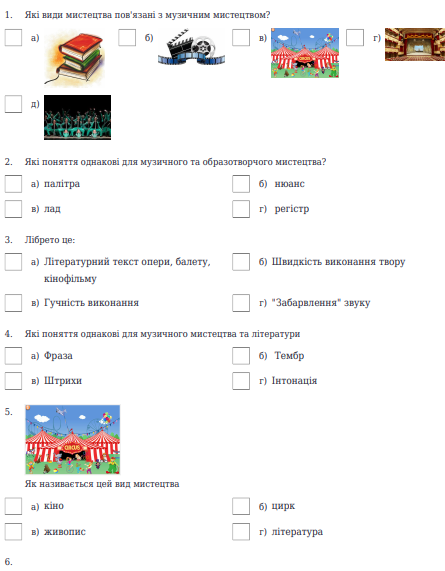 1. Які види мистецтва пов'язані з музичним мистецтвом?
а) б) в) г)
CIRCUS
д)
2. Які поняття однакові для музичного та образотворчого мистецтва?
а) палітра б) нюанс
в) лад г) регістр
3. Лібрето це:
а) Літературний текст опери, балету, кінофільму
б) Швидкість виконання твору
в) Гучність виконання г) "Забарвлення" звуку
4. Які поняття однакові для музичного мистецтва та літератури
а) Фраза б) Тембр
в) Штрихи г) Інтонація
5.
CIRCUS
Як називається цей вид мистецтва
а) кіно б) цирк
в) живопис г) література
6.